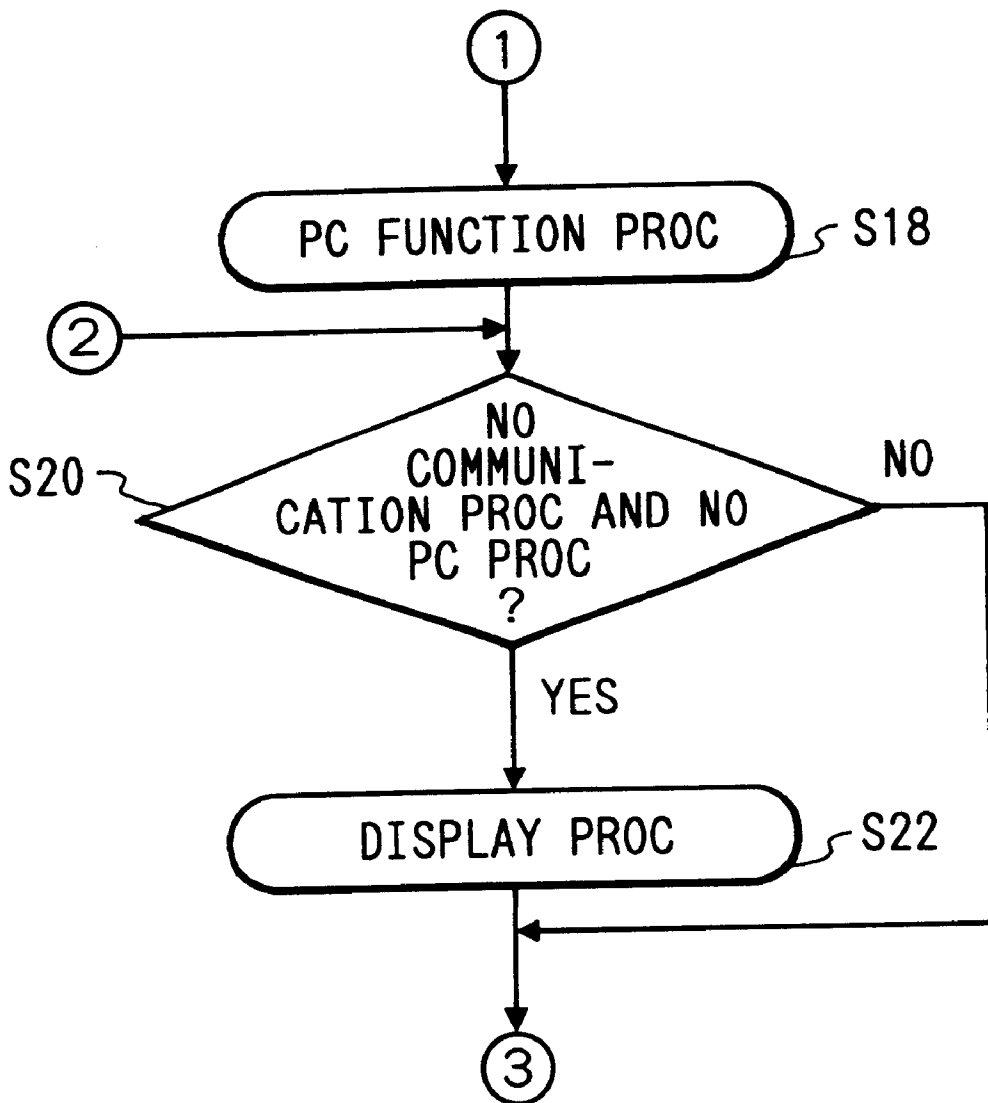 1
PC FUNCTION PROC
S18
2
NO
COMMUNI-
CATION PROC AND NO
PC PROC
?
S20
NO
YES
DISPLAY PROC
S22
3